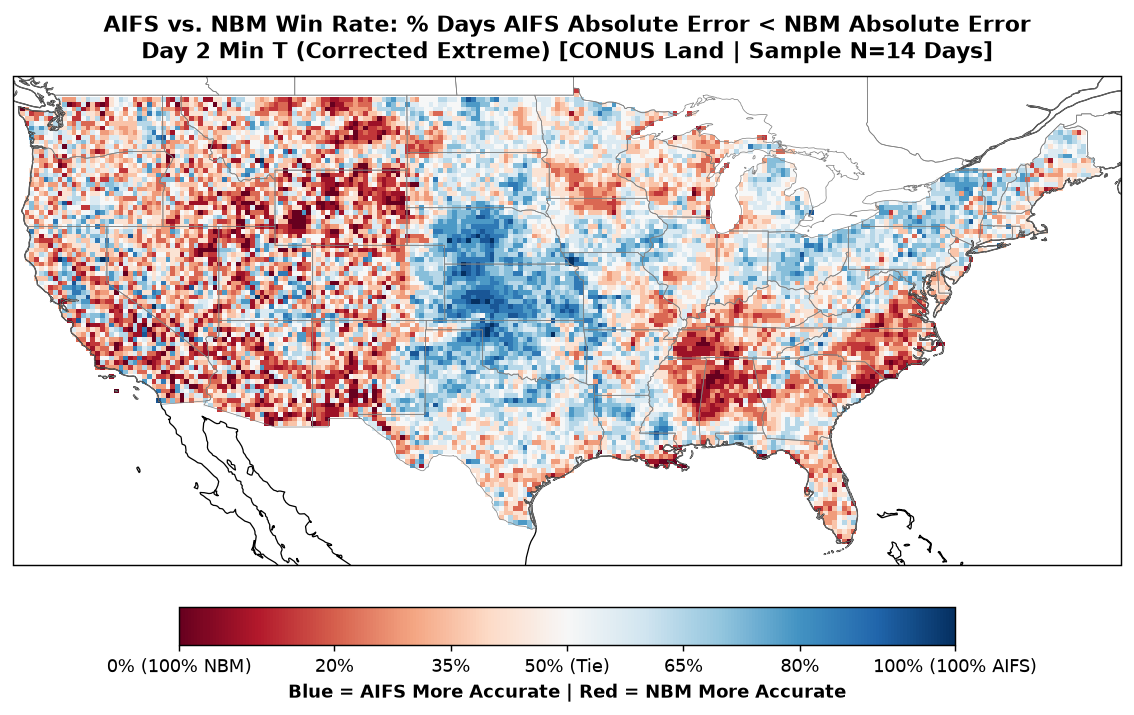 AIFS vs. NBM Win Rate: % Days AIFS Absolute Error < NBM Absolute Error
Day 2 Min T (Corrected Extreme) [CONUS Land | Sample N=14 Days]
0% (100% NBM) 20% 35% 50% (Tie) 65% 80% 100% (100% AIFS)
Blue = AIFS More Accurate | Red = NBM More Accurate